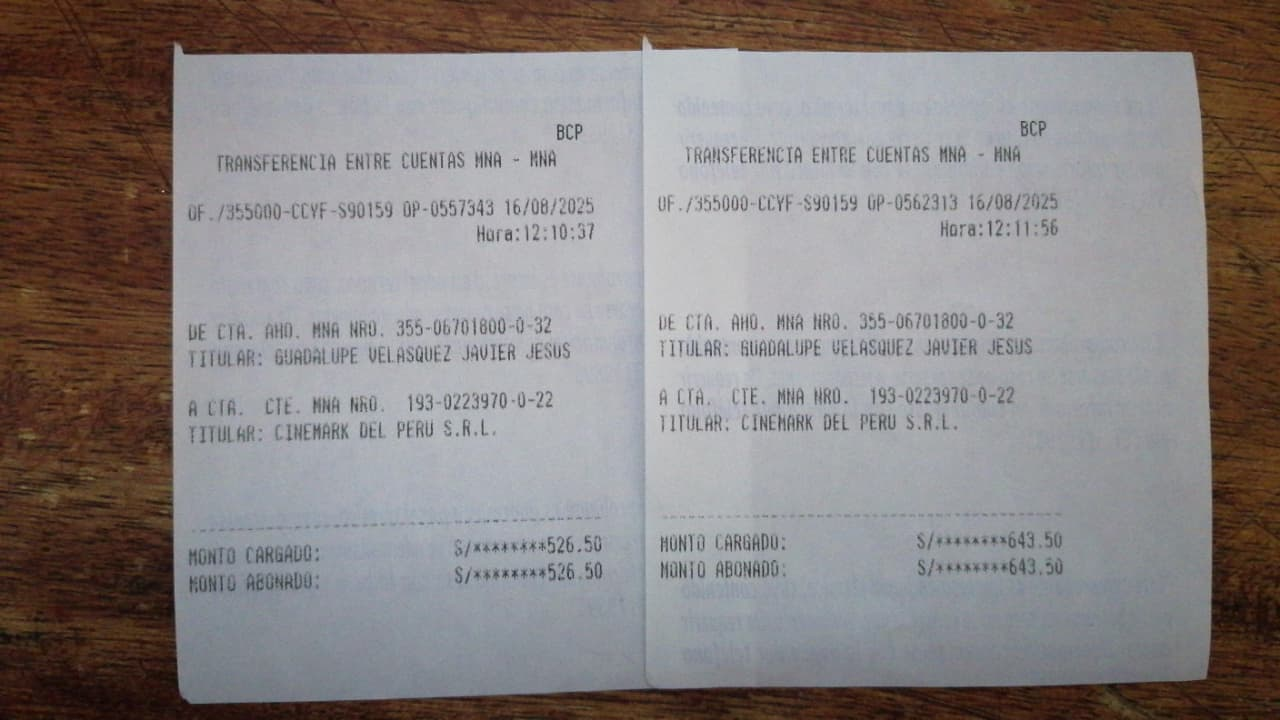 BCP
TRANSFERENCIA ENTRE CUENTAS MNA - MNA
OF./355000-CCYF-S90159 OP-0557343 16/08/2025
Hora:12:10:37
DE CTA. AHO. MNA NRO. 355-06701800-0-32
TITULAR: GUADALUPE VELASQUEZ JAVIER JESUS
A CTA. CTE. MNA NRO. 193-0223970-0-22
TITULAR: CINEMARK DEL PERU S.R.L.
MONTO CARGADO: S/********526.50
MONTO ABONADO: S/********526.50
BCP
TRANSFERENCIA ENTRE CUENTAS MNA - MNA
OF./355000-CCYF-S90159 OP-0562313 16/08/2025
Hora:12:11:56
DE CTA. AHO. MNA NRO. 355-06701800-0-32
TITULAR: GUADALUPE VELASQUEZ JAVIER JESUS
A CTA. CTE. MNA NRO. 193-0223970-0-22
TITULAR: CINEMARK DEL PERU S.R.L.
MONTO CARGADO: S/********643.50
MONTO ABONADO: S/********643.50